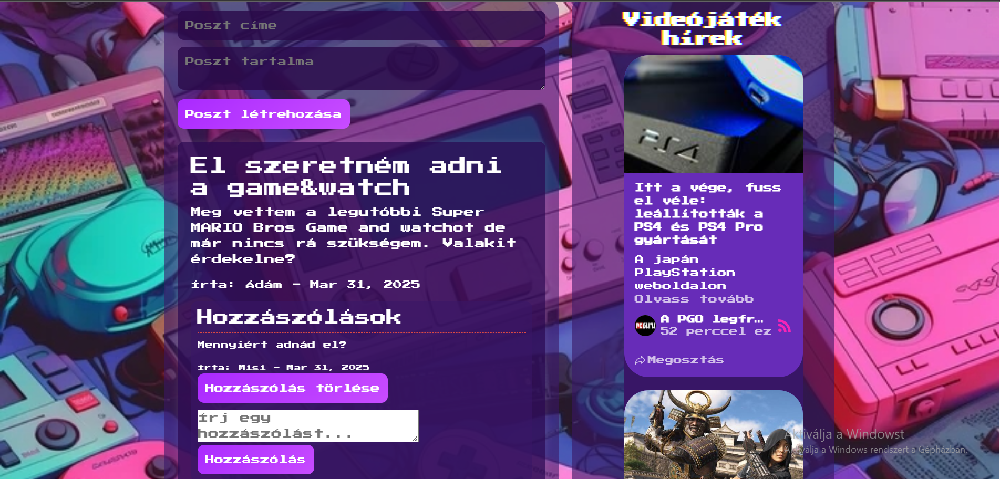 Poszt címe
Poszt tartalma
Poszt létrehozása
El szeretném adni
a game&watch
Meg vettem a legutóbbi Super
MARIO Bros Game and watchot de
már nincs rá szükségem. Valakit
érdekelne?
írta: Ádám - Mar 31, 2025
Hozzászólások
Mennyiért adnád el?
írta: Misi - Mar 31, 2025
Hozzászólás törlése
írj egy
hozzászólást...
Hozzászólás
Videójáték
hírek
PS4
Itt a vége, fuss
el véle:
leállították a
PS4 és PS4 Pro
gyártását
A japán
PlayStation
weboldalon
Olvass tovább
PC GURU
A PGO legfr...
52 perccel ez
Megosztás
Aktiválja a Windowst
Aktiválja a Windows rendszert a Gépházban.